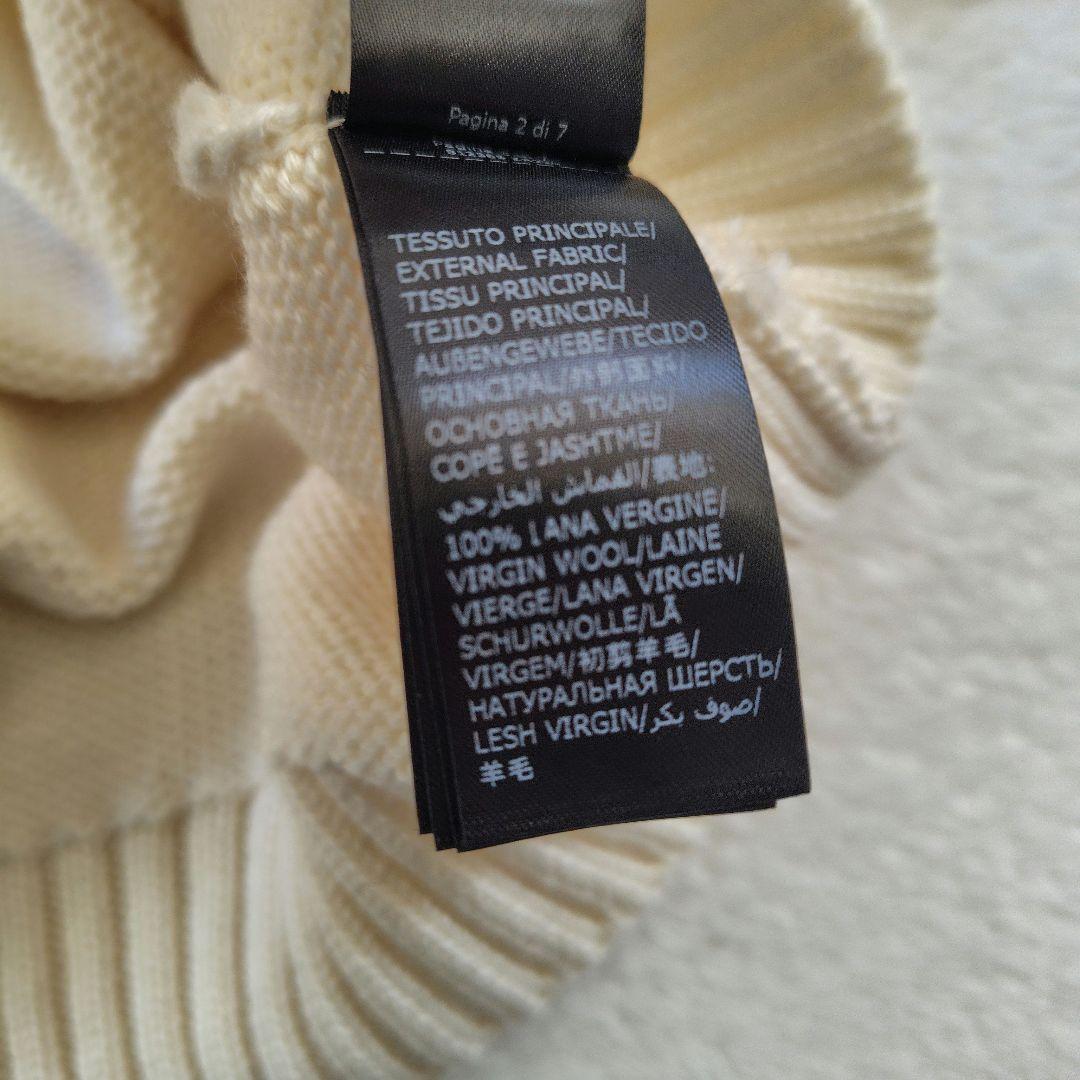 Pagina 2 di 7
TESSUTO PRINCIPALE/
EXTERNAL FABRIC/
TISSU PRINCIPAL/
TEJIDO PRINCIPAL/
AUßENGEWEBE/TECIDO
PRINCIPAL/外部面料/
ОСНОВНАЯ ТКАНЬ/
COPË E JASHTME/
القماش الخارجي/表地:
100% LANA VERGINE/
VIRGIN WOOL/LAINE
VIERGE/LANA VIRGEN/
SCHURWOLLE/LÃ
VIRGEM/初剪羊毛/
НАТУРАЛЬНАЯ ШЕРСТЬ/
LESH VIRGIN/صوف بكر/
羊毛